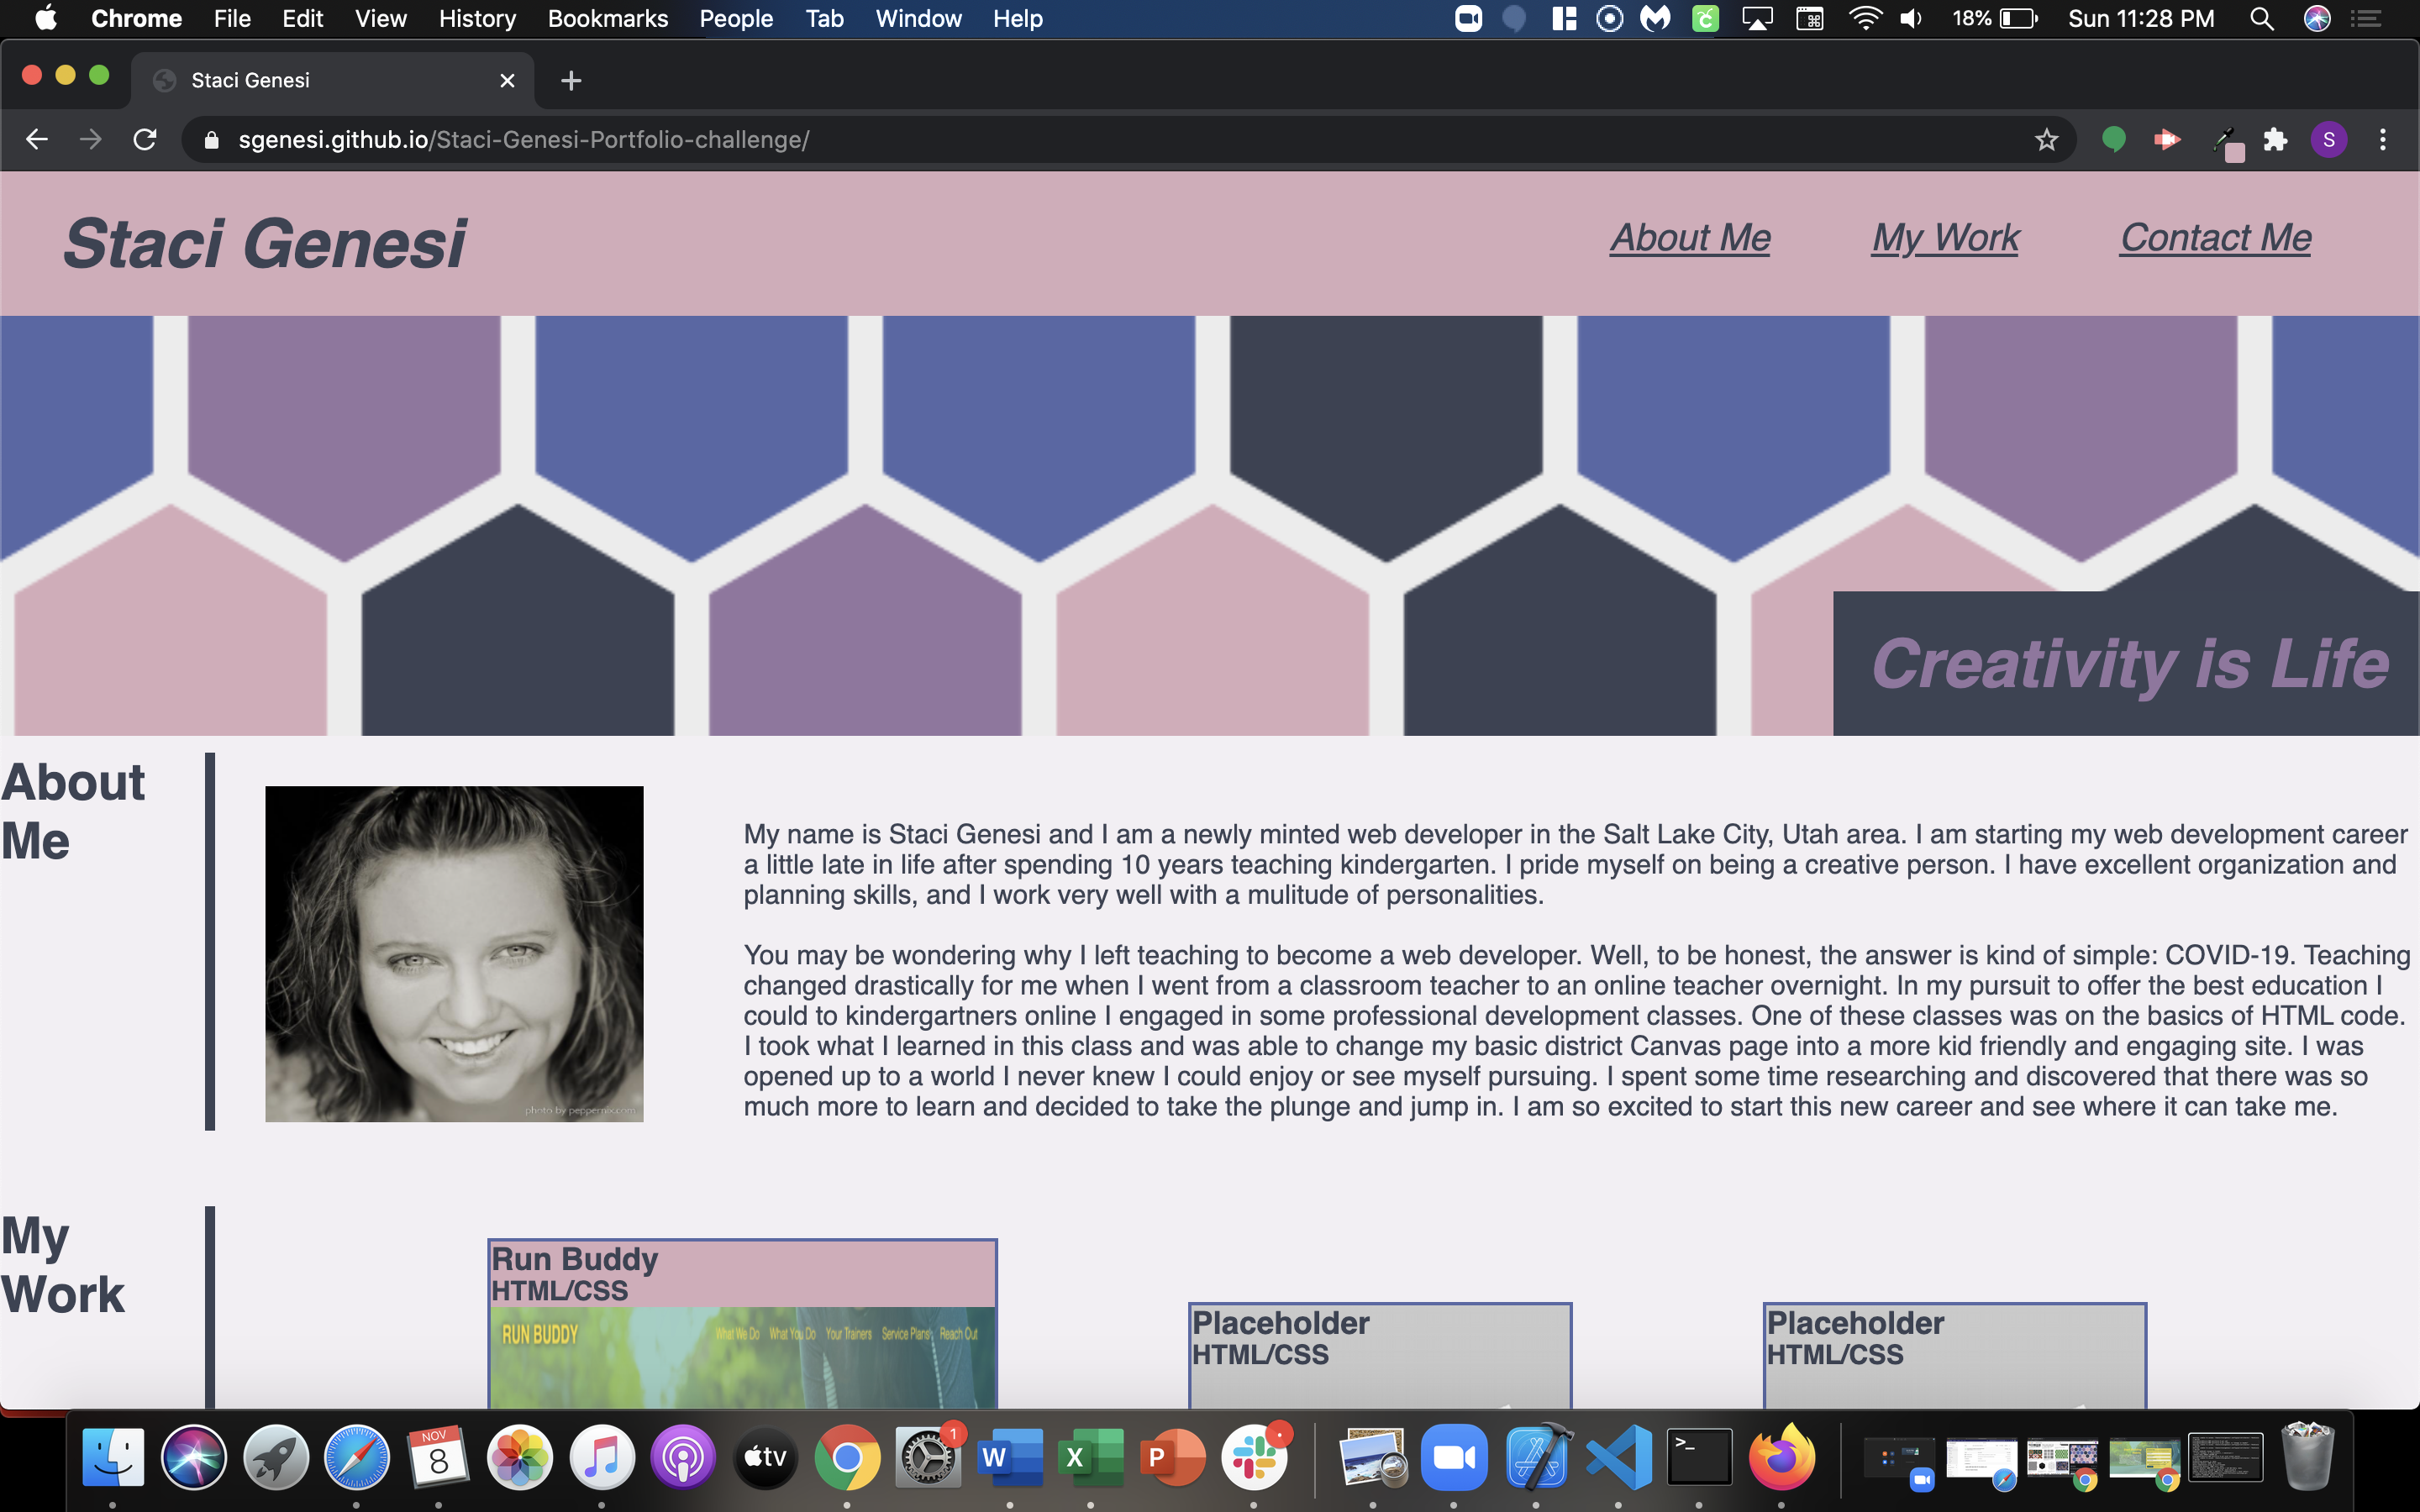 Chrome File Edit View History Bookmarks People Tab Window Help 18% Sun 11:28 PM
Staci Genesi
sgenesi.github.io/Staci-Genesi-Portfolio-challenge/
S
Staci Genesi
About Me My Work Contact Me
Creativity is Life
About
Me
photo by peppernix.com
My name is Staci Genesi and I am a newly minted web developer in the Salt Lake City, Utah area. I am starting my web development career
a little late in life after spending 10 years teaching kindergarten. I pride myself on being a creative person. I have excellent organization and
planning skills, and I work very well with a mulitude of personalities.
You may be wondering why I left teaching to become a web developer. Well, to be honest, the answer is kind of simple: COVID-19. Teaching
changed drastically for me when I went from a classroom teacher to an online teacher overnight. In my pursuit to offer the best education I
could to kindergartners online I engaged in some professional development classes. One of these classes was on the basics of HTML code.
I took what I learned in this class and was able to change my basic district Canvas page into a more kid friendly and engaging site. I was
opened up to a world I never knew I could enjoy or see myself pursuing. I spent some time researching and discovered that there was so
much more to learn and decided to take the plunge and jump in. I am so excited to start this new career and see where it can take me.
My
Work
Run Buddy
HTML/CSS
RUN BUDDY What We Do What You Do Your Trainers Service Plans Reach Out
Placeholder
HTML/CSS
Placeholder
HTML/CSS
NOV
8
tv
1
W
X
P
>_